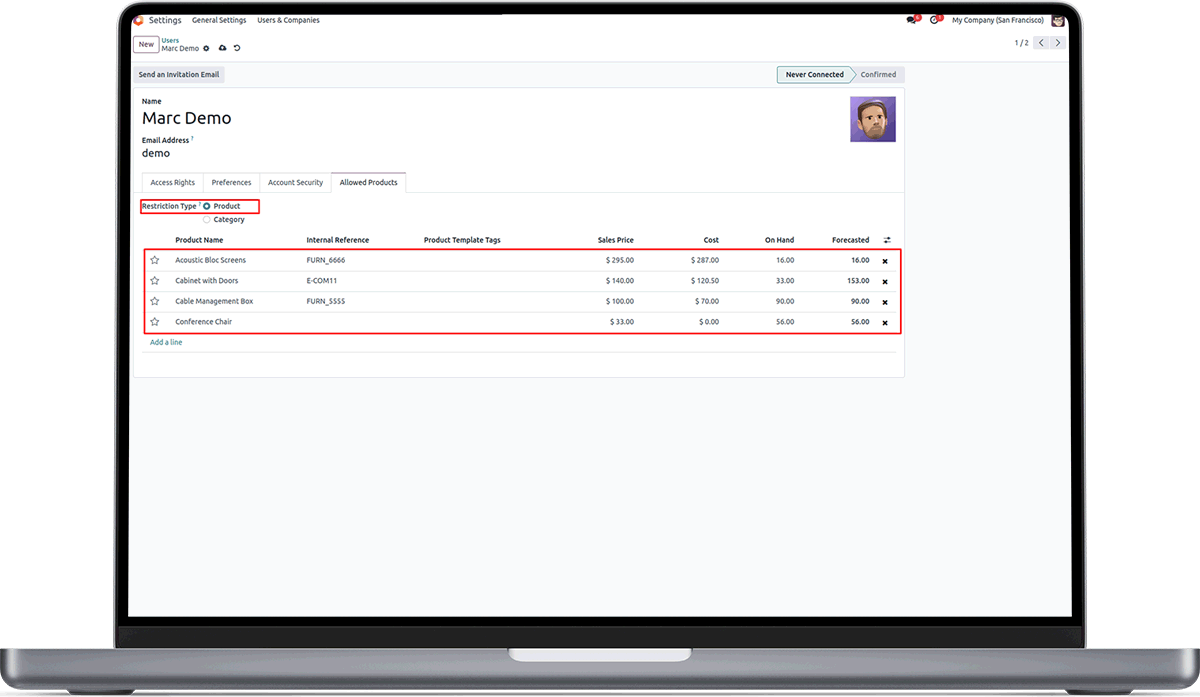 Settings General Settings Users & Companies 6 1 My Company (San Francisco)
New Users
Marc Demo 1 / 2
Send an Invitation Email Never Connected Confirmed
Name
Marc Demo
Email Address ?
demo
Access Rights Preferences Account Security Allowed Products
Restriction Type ? Product
Category
Product Name Internal Reference Product Template Tags Sales Price Cost On Hand Forecasted
Acoustic Bloc Screens FURN_6666 $ 295.00 $ 287.00 16.00 16.00
Cabinet with Doors E-COM11 $ 140.00 $ 120.50 33.00 153.00
Cable Management Box FURN_5555 $ 100.00 $ 70.00 90.00 90.00
Conference Chair $ 33.00 $ 0.00 56.00 56.00
Add a line